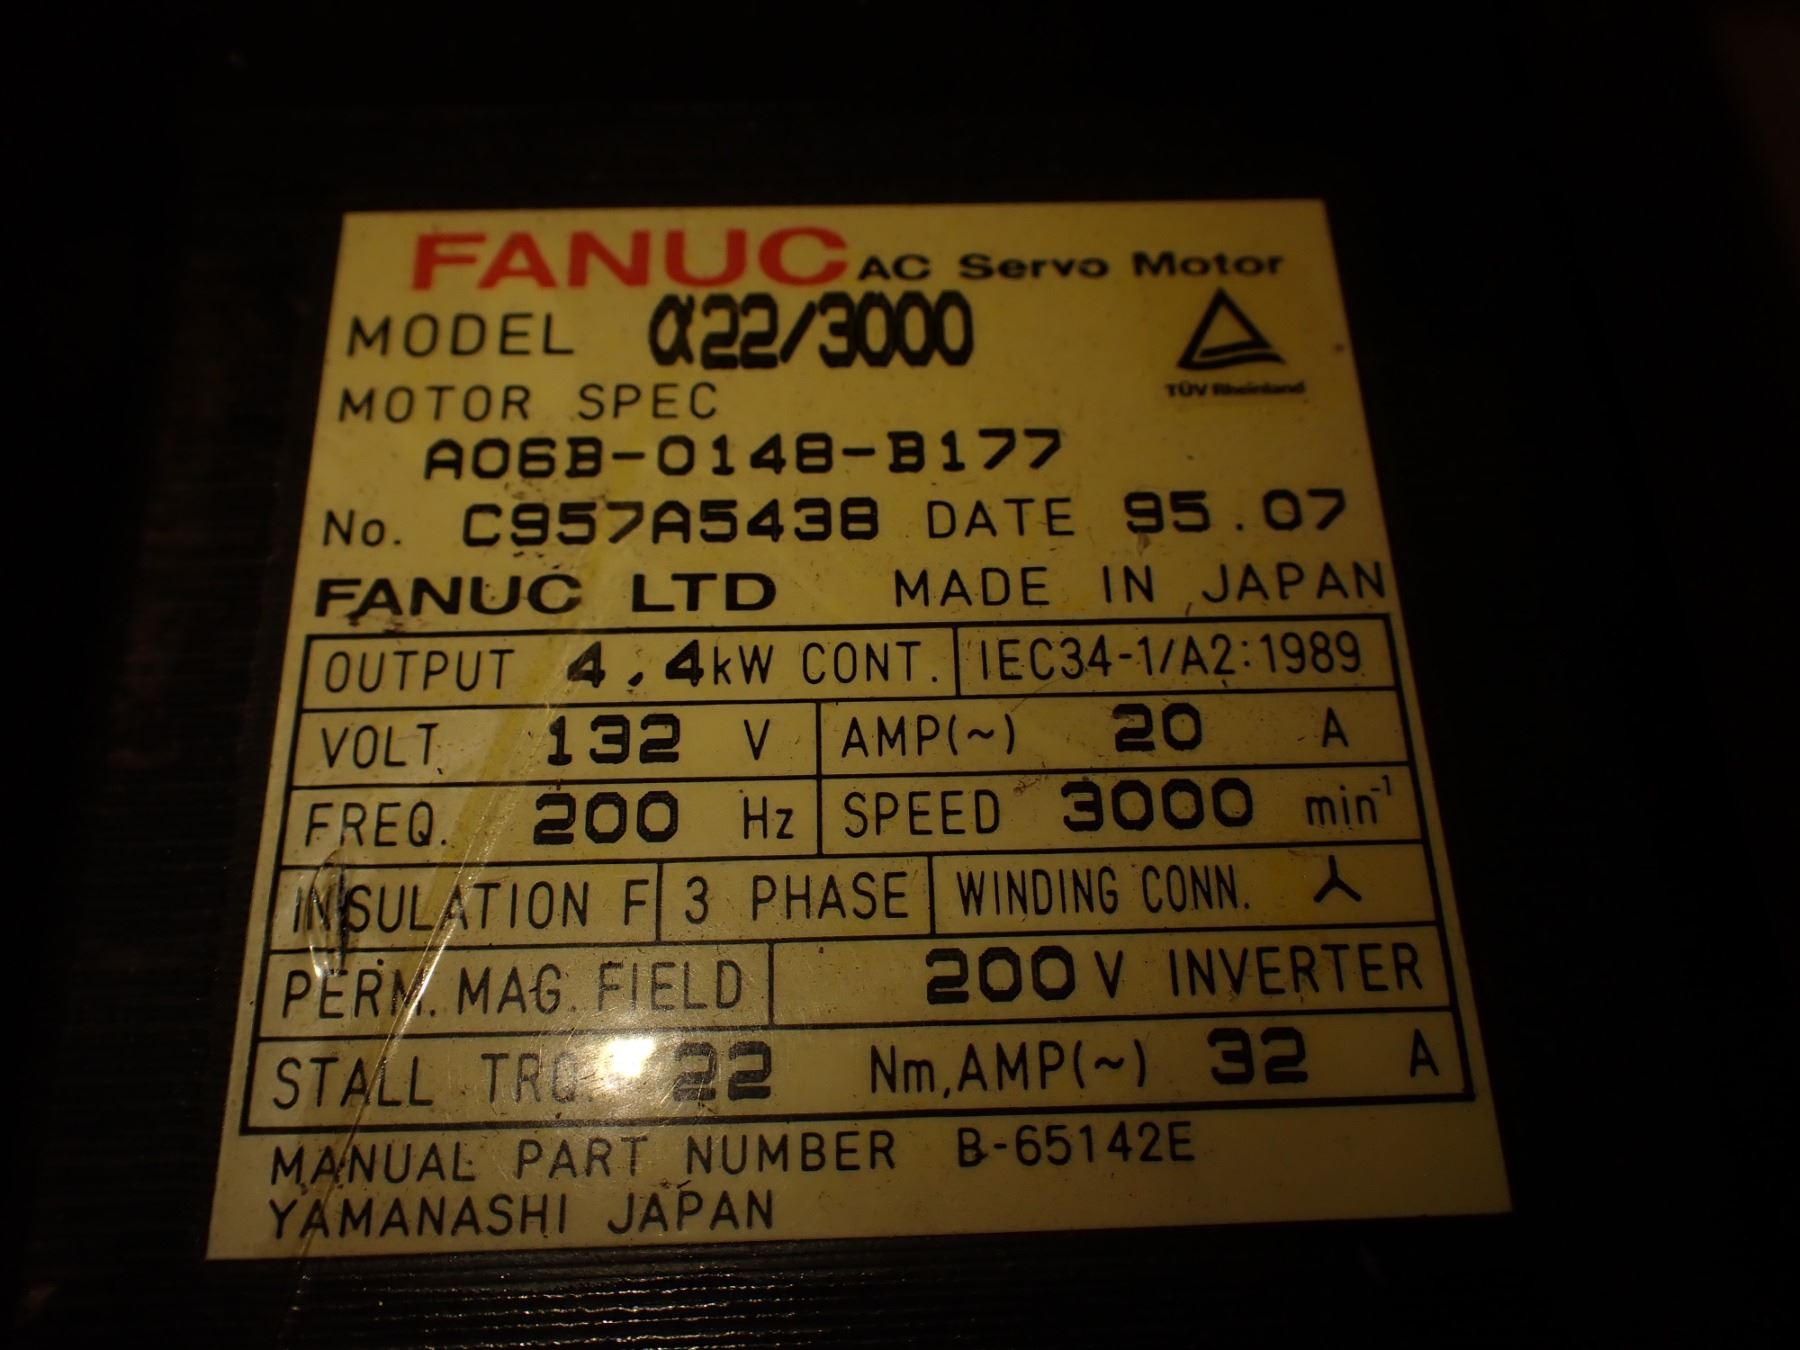 FANUC AC Servo Motor
MODEL α22/3000
TÜV Rheinland
MOTOR SPEC
A06B-0148-B177
No. C957A5438 DATE 95.07
FANUC LTD MADE IN JAPAN
OUTPUT 4.4kW CONT. IEC34-1/A2:1989
VOLT. 132 V AMP(~) 20 A
FREQ. 200 Hz SPEED 3000 min⁻¹
INSULATION F 3 PHASE WINDING CONN.
PERM. MAG. FIELD 200V INVERTER
STALL TRQ. 22 Nm, AMP(~) 32 A
MANUAL PART NUMBER B-65142E
YAMANASHI JAPAN